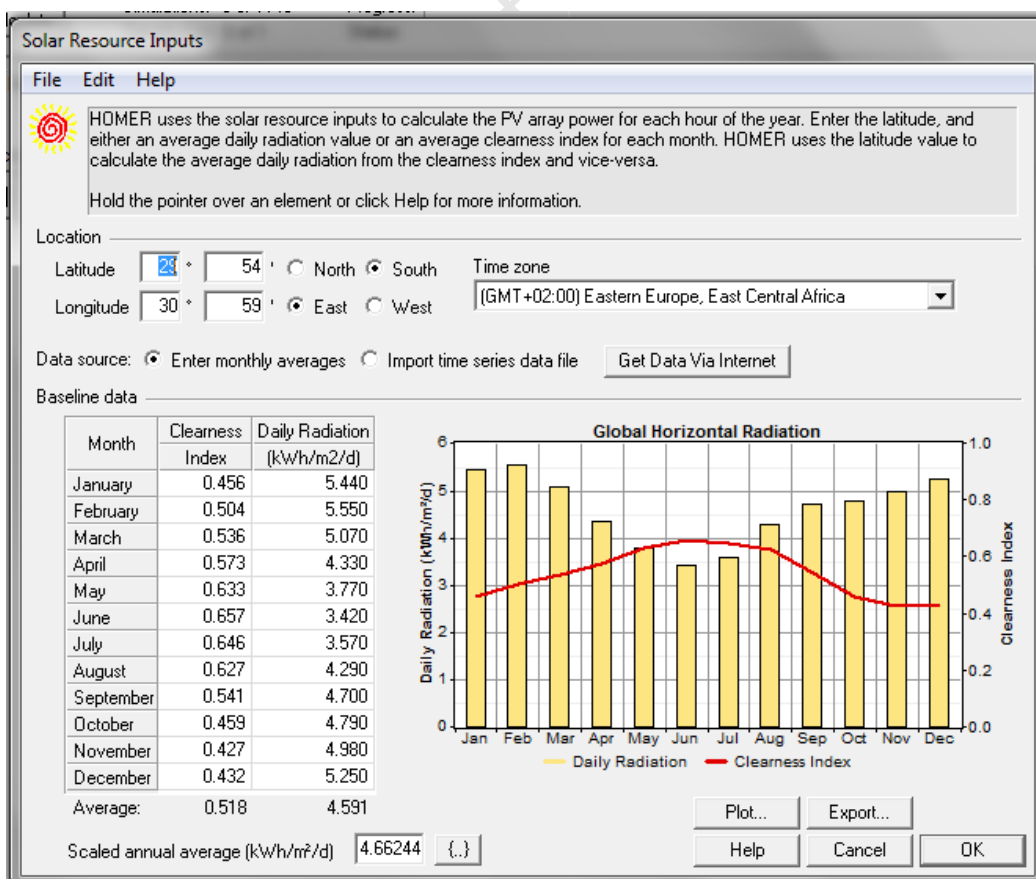 Solar Resource Inputs
File Edit Help
HOMER uses the solar resource inputs to calculate the PV array power for each hour of the year. Enter the latitude, and
either an average daily radiation value or an average clearness index for each month. HOMER uses the latitude value to
calculate the average daily radiation from the clearness index and vice-versa.
Hold the pointer over an element or click Help for more information.
Location
Latitude 29 ° 54 ' North South Time zone
Longitude 30 ° 59 ' East West (GMT+02:00) Eastern Europe, East Central Africa
Data source: Enter monthly averages Import time series data file Get Data Via Internet
Baseline data
Month Clearness Index Daily Radiation (kWh/m2/d)
January 0.456 5.440
February 0.504 5.550
March 0.536 5.070
April 0.573 4.330
May 0.633 3.770
June 0.657 3.420
July 0.646 3.570
August 0.627 4.290
September 0.541 4.700
October 0.459 4.790
November 0.427 4.980
December 0.432 5.250
Average: 0.518 4.591
Scaled annual average (kWh/m²/d) 4.66244 {..}
Global Horizontal Radiation
Daily Radiation (kWh/m²/d)
6
5
4
3
2
1
0
1.0
0.8
0.6
0.4
0.2
0.0
Clearness Index
Jan Feb Mar Apr May Jun Jul Aug Sep Oct Nov Dec
Daily Radiation Clearness Index
Plot... Export...
Help Cancel OK